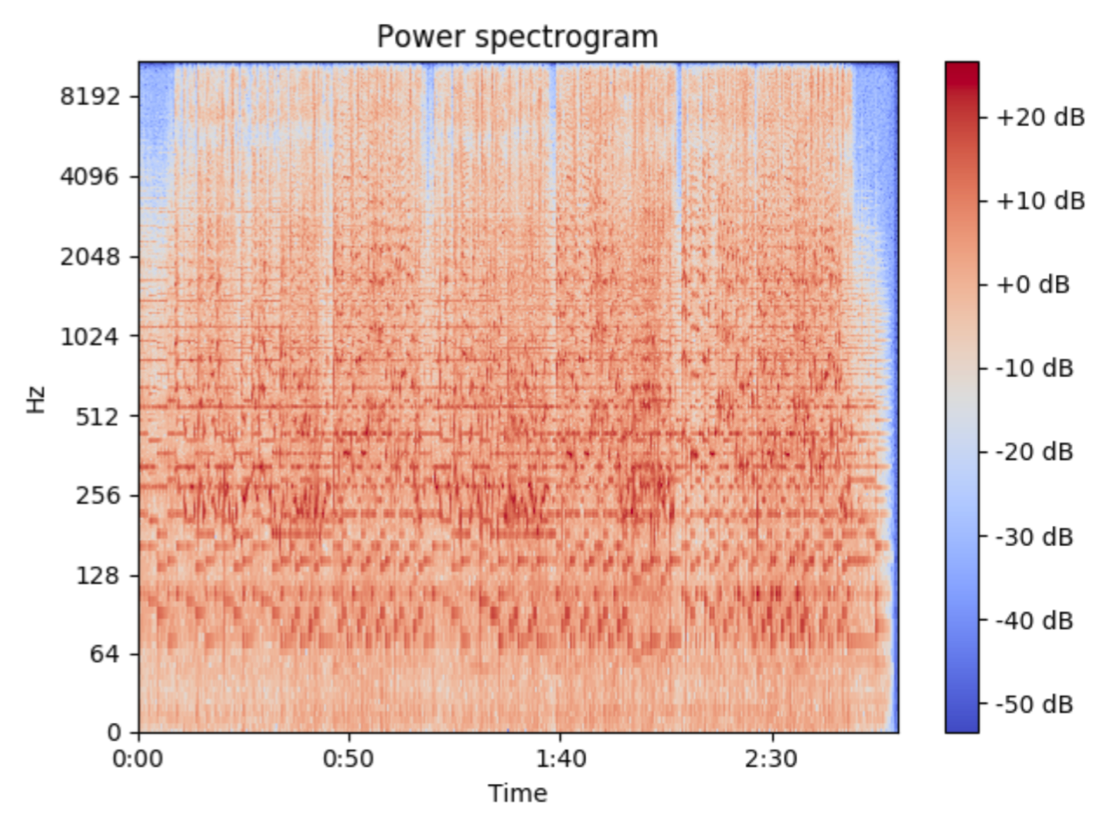 Power spectrogram
8192
4096
2048
1024
512
256
128
64
0
Hz
0:00
0:50
1:40
2:30
Time
+20 dB
+10 dB
+0 dB
-10 dB
-20 dB
-30 dB
-40 dB
-50 dB